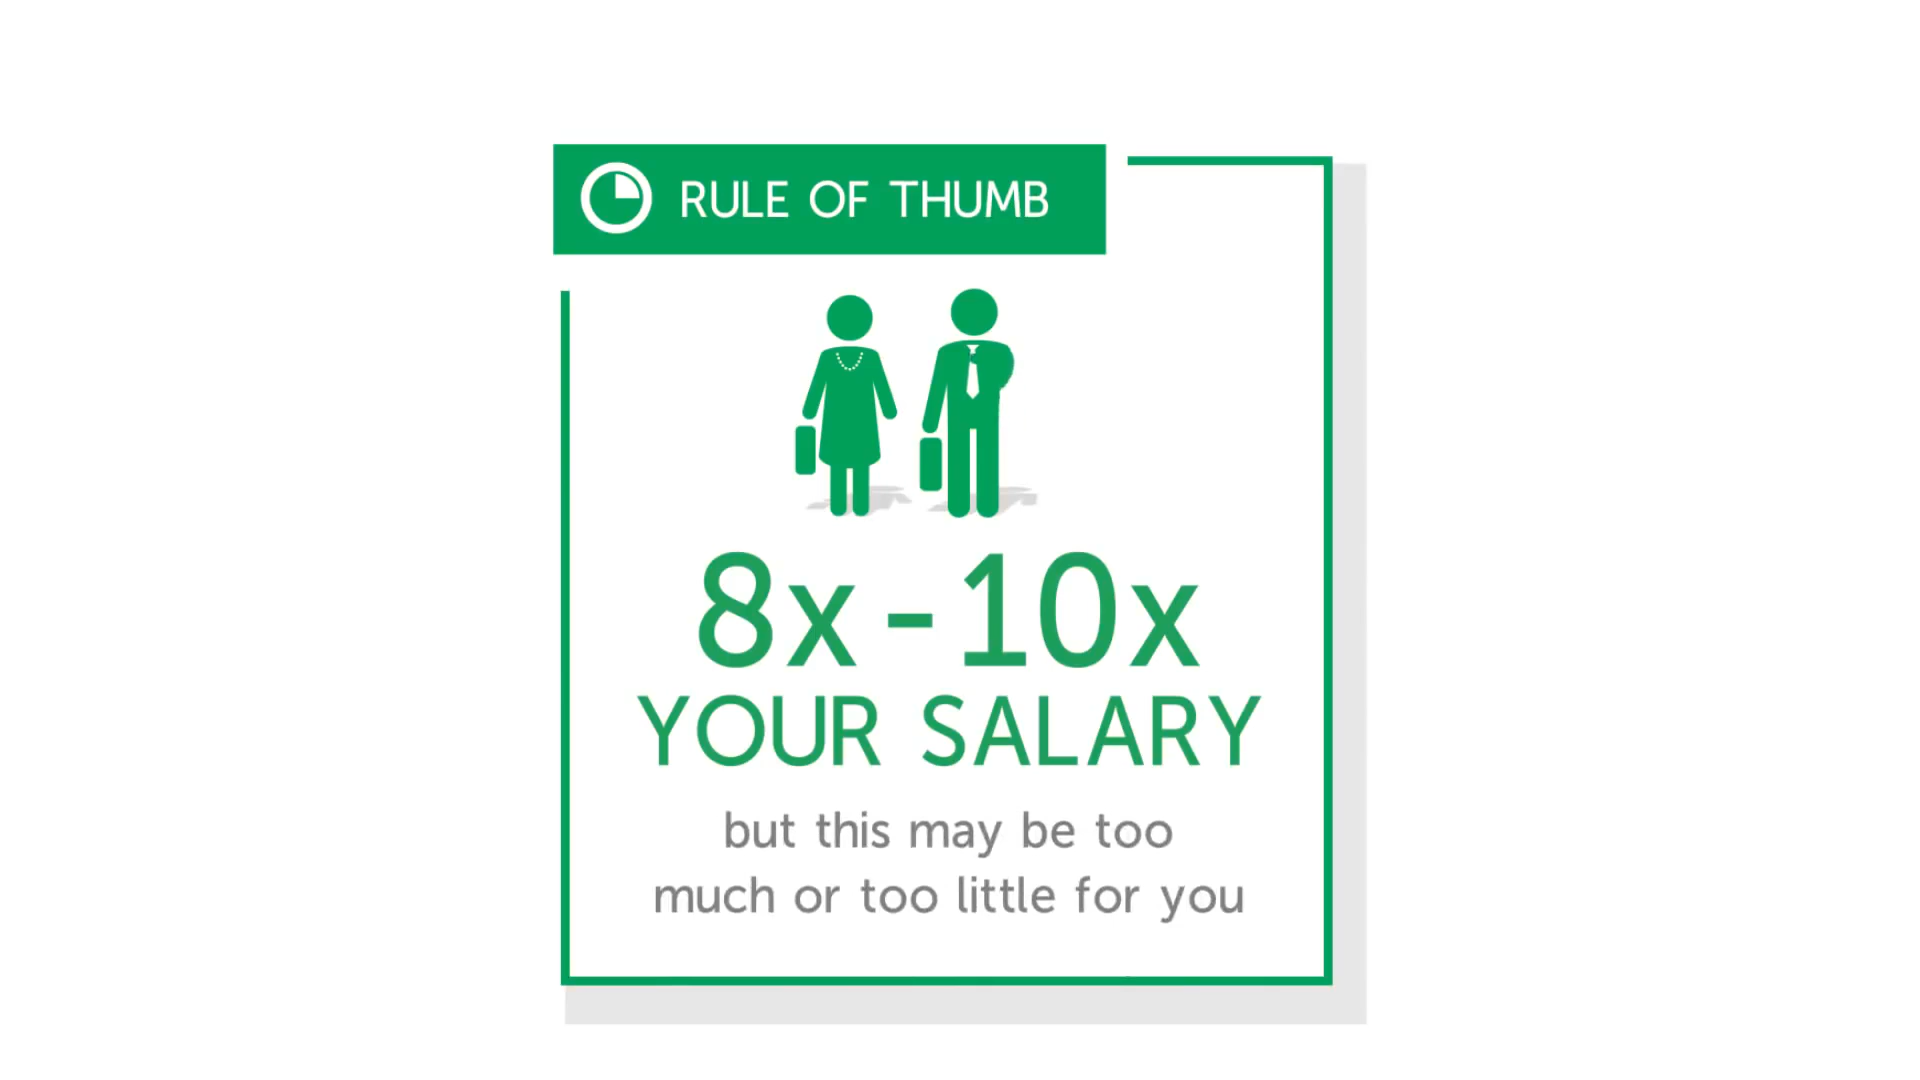 RULE OF THUMB
8x-10x
YOUR SALARY
but this may be too
much or too little for you